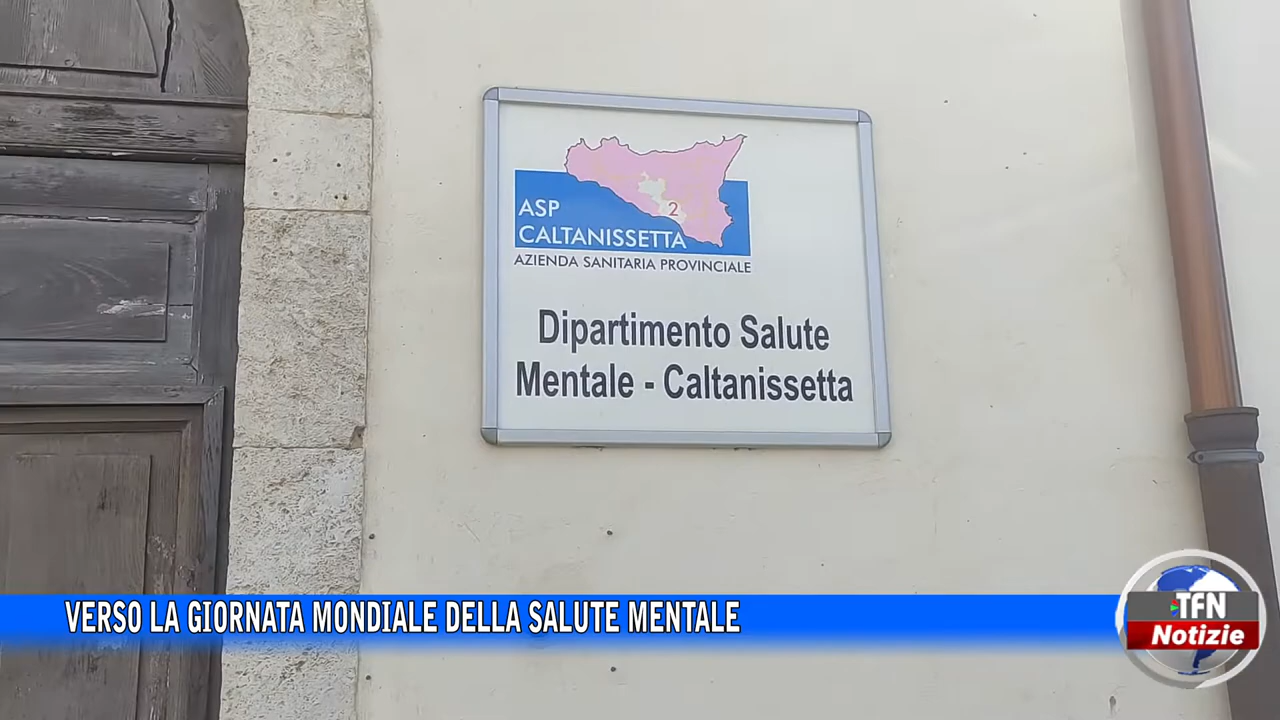 2
ASP
CALTANISSETTA
AZIENDA SANITARIA PROVINCIALE
Dipartimento Salute
Mentale - Caltanissetta
VERSO LA GIORNATA MONDIALE DELLA SALUTE MENTALE
TFN
Notizie